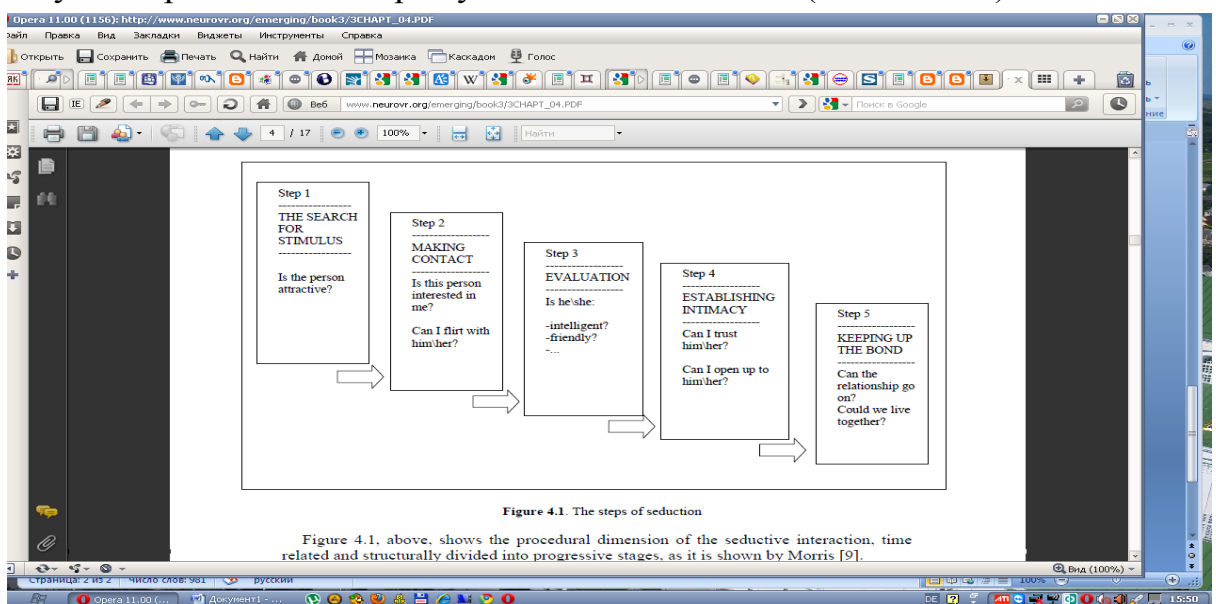 Opera 11.00 (1156): http://www.neurovr.org/emerging/book3/3CHAPT_04.PDF
Правка Вид Закладки Виджеты Инструменты Справка
Открыть Сохранить Печать Найти Домой Мозаика Каскадом Голос
IE Веб www.neurovr.org/emerging/book3/3CHAPT_04.PDF Поиск в Google
4 / 17 100% Найти
Step 1
THE SEARCH
FOR
STIMULUS
Is the person
attractive?
Step 2
MAKING
CONTACT
Is this person
interested in
me?
Can I flirt with
him\her?
Step 3
EVALUATION
Is he\she:
-intelligent?
-friendly?
-...
Step 4
ESTABLISHING
INTIMACY
Can I trust
him\her?
Can I open up to
him\her?
Step 5
KEEPING UP
THE BOND
Can the
relationship go
on?
Could we live
together?
Figure 4.1. The steps of seduction
Figure 4.1, above, shows the procedural dimension of the seductive interaction, time
related and structurally divided into progressive stages, as it is shown by Morris [9].
Вид (100%)
Страница: 2 из 2 Число слов: 981 русский 100%
Opera 11.00 (... Документ1 - ... DE 15:50